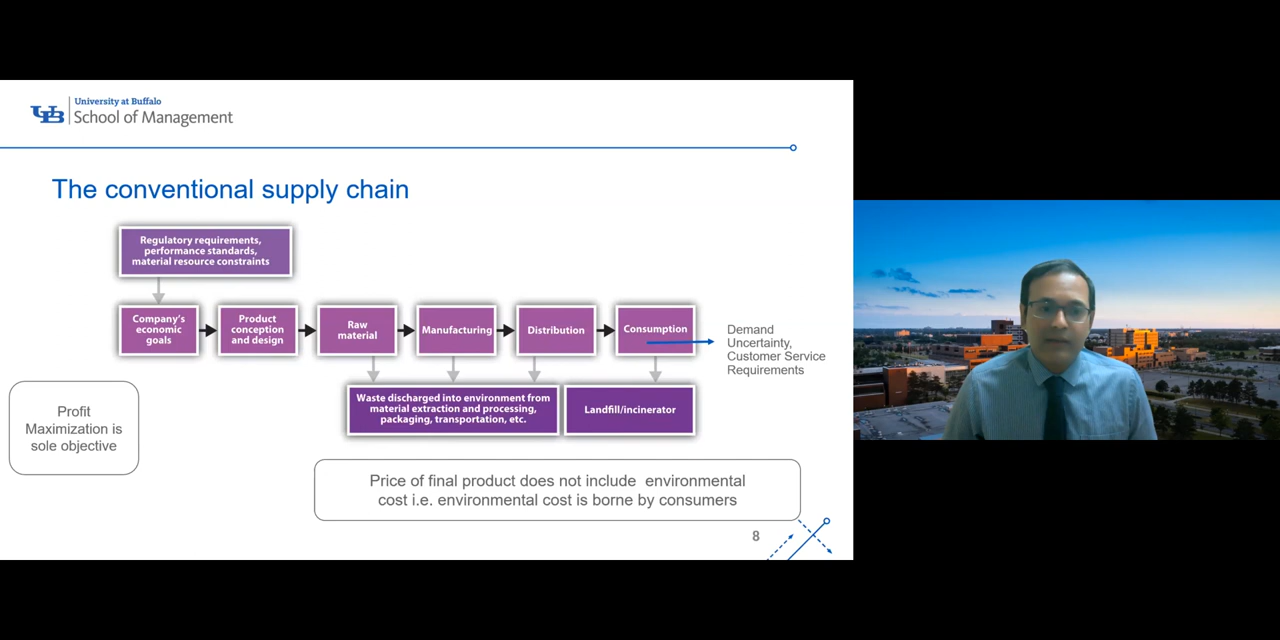 UB
University at Buffalo
School of Management
The conventional supply chain
Regulatory requirements,
performance standards,
material resource constraints
Company's
economic
goals
Product
conception
and design
Raw
material
Manufacturing
Distribution
Consumption
Demand
Uncertainty,
Customer Service
Requirements
Waste discharged into environment from
material extraction and processing,
packaging, transportation, etc.
Landfill/incinerator
Profit
Maximization is
sole objective
Price of final product does not include environmental
cost i.e. environmental cost is borne by consumers
8